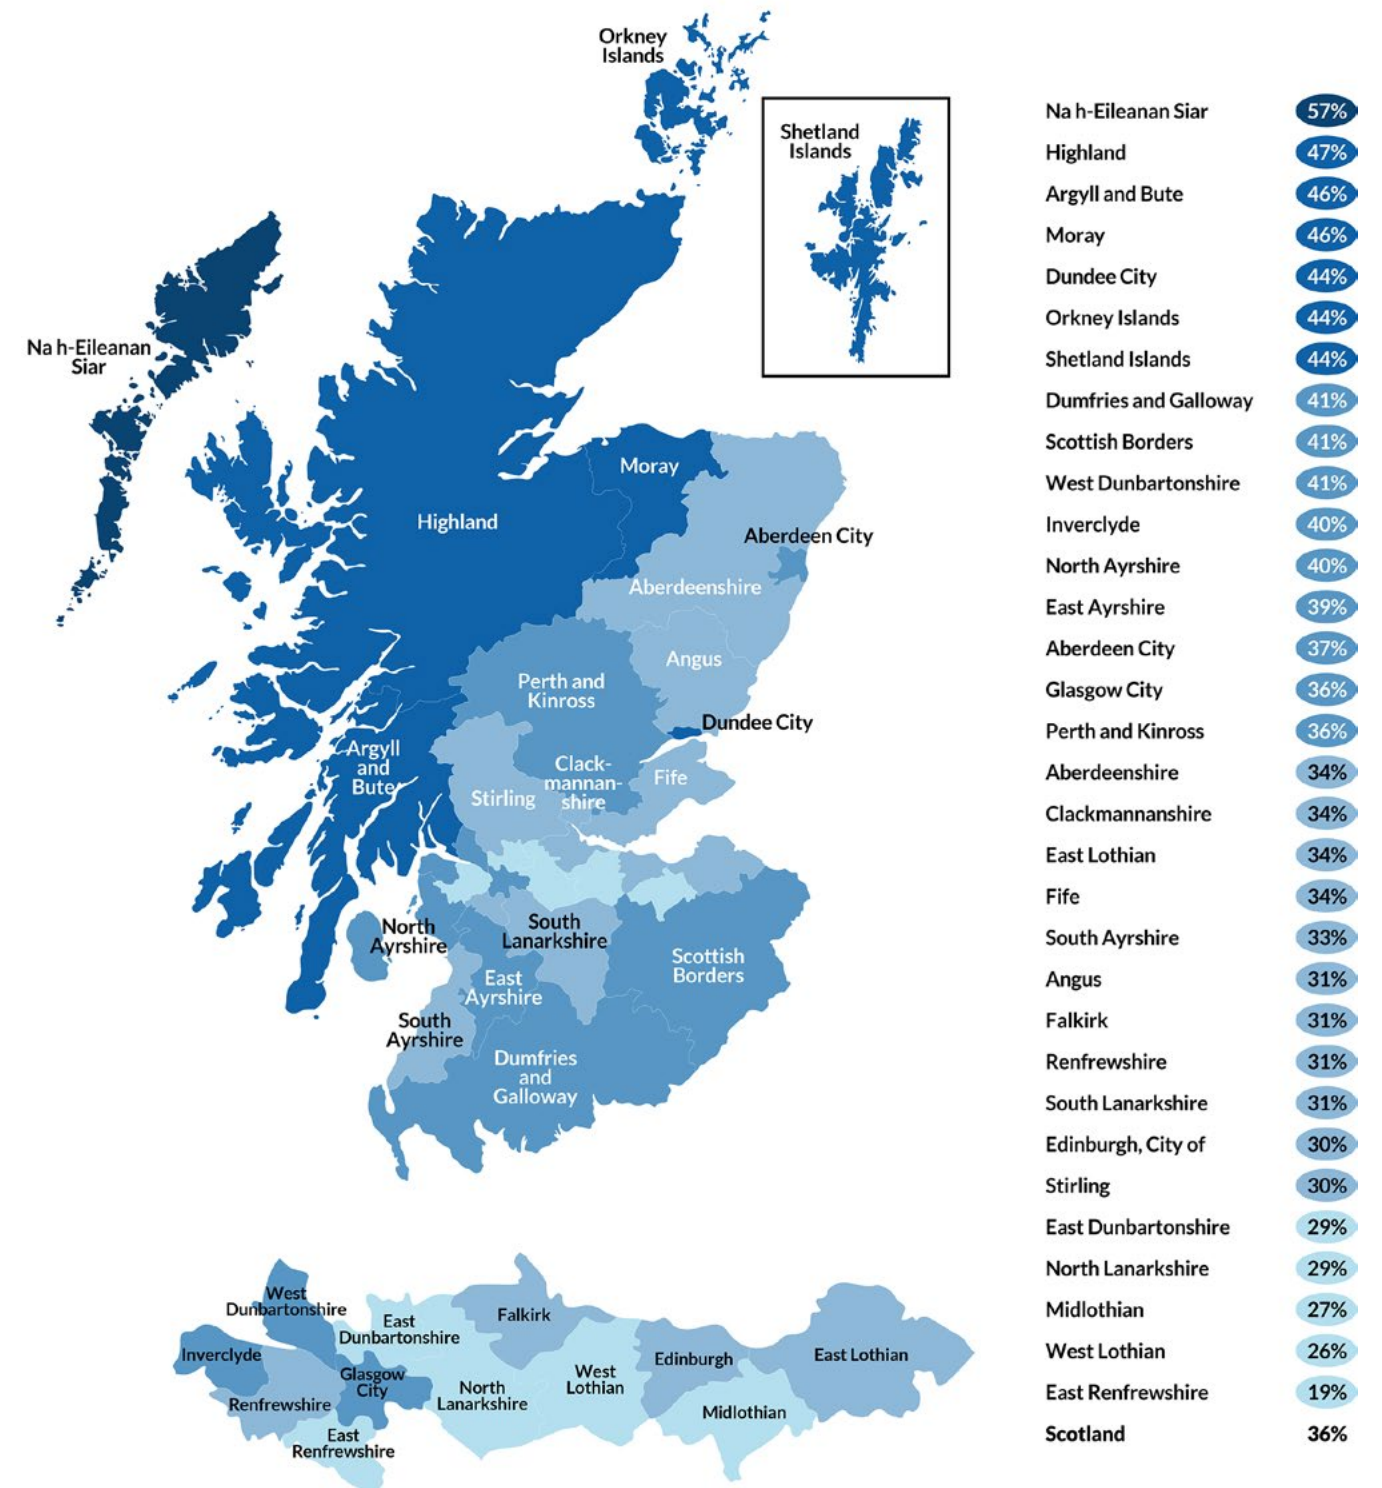 Orkney
Islands
Shetland
Islands
Na h-Eileanan
Siar
Moray
Highland
Aberdeen City
Aberdeenshire
Angus
Perth and
Kinross
Dundee City
Argyll
and
Bute
Clack-
mannan-
shire
Fife
Stirling
North
Ayrshire
South
Lanarkshire
Scottish
Borders
East
Ayrshire
South
Ayrshire
Dumfries
and
Galloway
West
Dunbartonshire
East
Dunbartonshire
Falkirk
Inverclyde
Glasgow
City
Renfrewshire
North
Lanarkshire
West
Lothian
Edinburgh
East Lothian
Midlothian
East
Renfrewshire
Na h-Eileanan Siar 57%
Highland 47%
Argyll and Bute 46%
Moray 46%
Dundee City 44%
Orkney Islands 44%
Shetland Islands 44%
Dumfries and Galloway 41%
Scottish Borders 41%
West Dunbartonshire 41%
Inverclyde 40%
North Ayrshire 40%
East Ayrshire 39%
Aberdeen City 37%
Glasgow City 36%
Perth and Kinross 36%
Aberdeenshire 34%
Clackmannanshire 34%
East Lothian 34%
Fife 34%
South Ayrshire 33%
Angus 31%
Falkirk 31%
Renfrewshire 31%
South Lanarkshire 31%
Edinburgh, City of 30%
Stirling 30%
East Dunbartonshire 29%
North Lanarkshire 29%
Midlothian 27%
West Lothian 26%
East Renfrewshire 19%
Scotland 36%